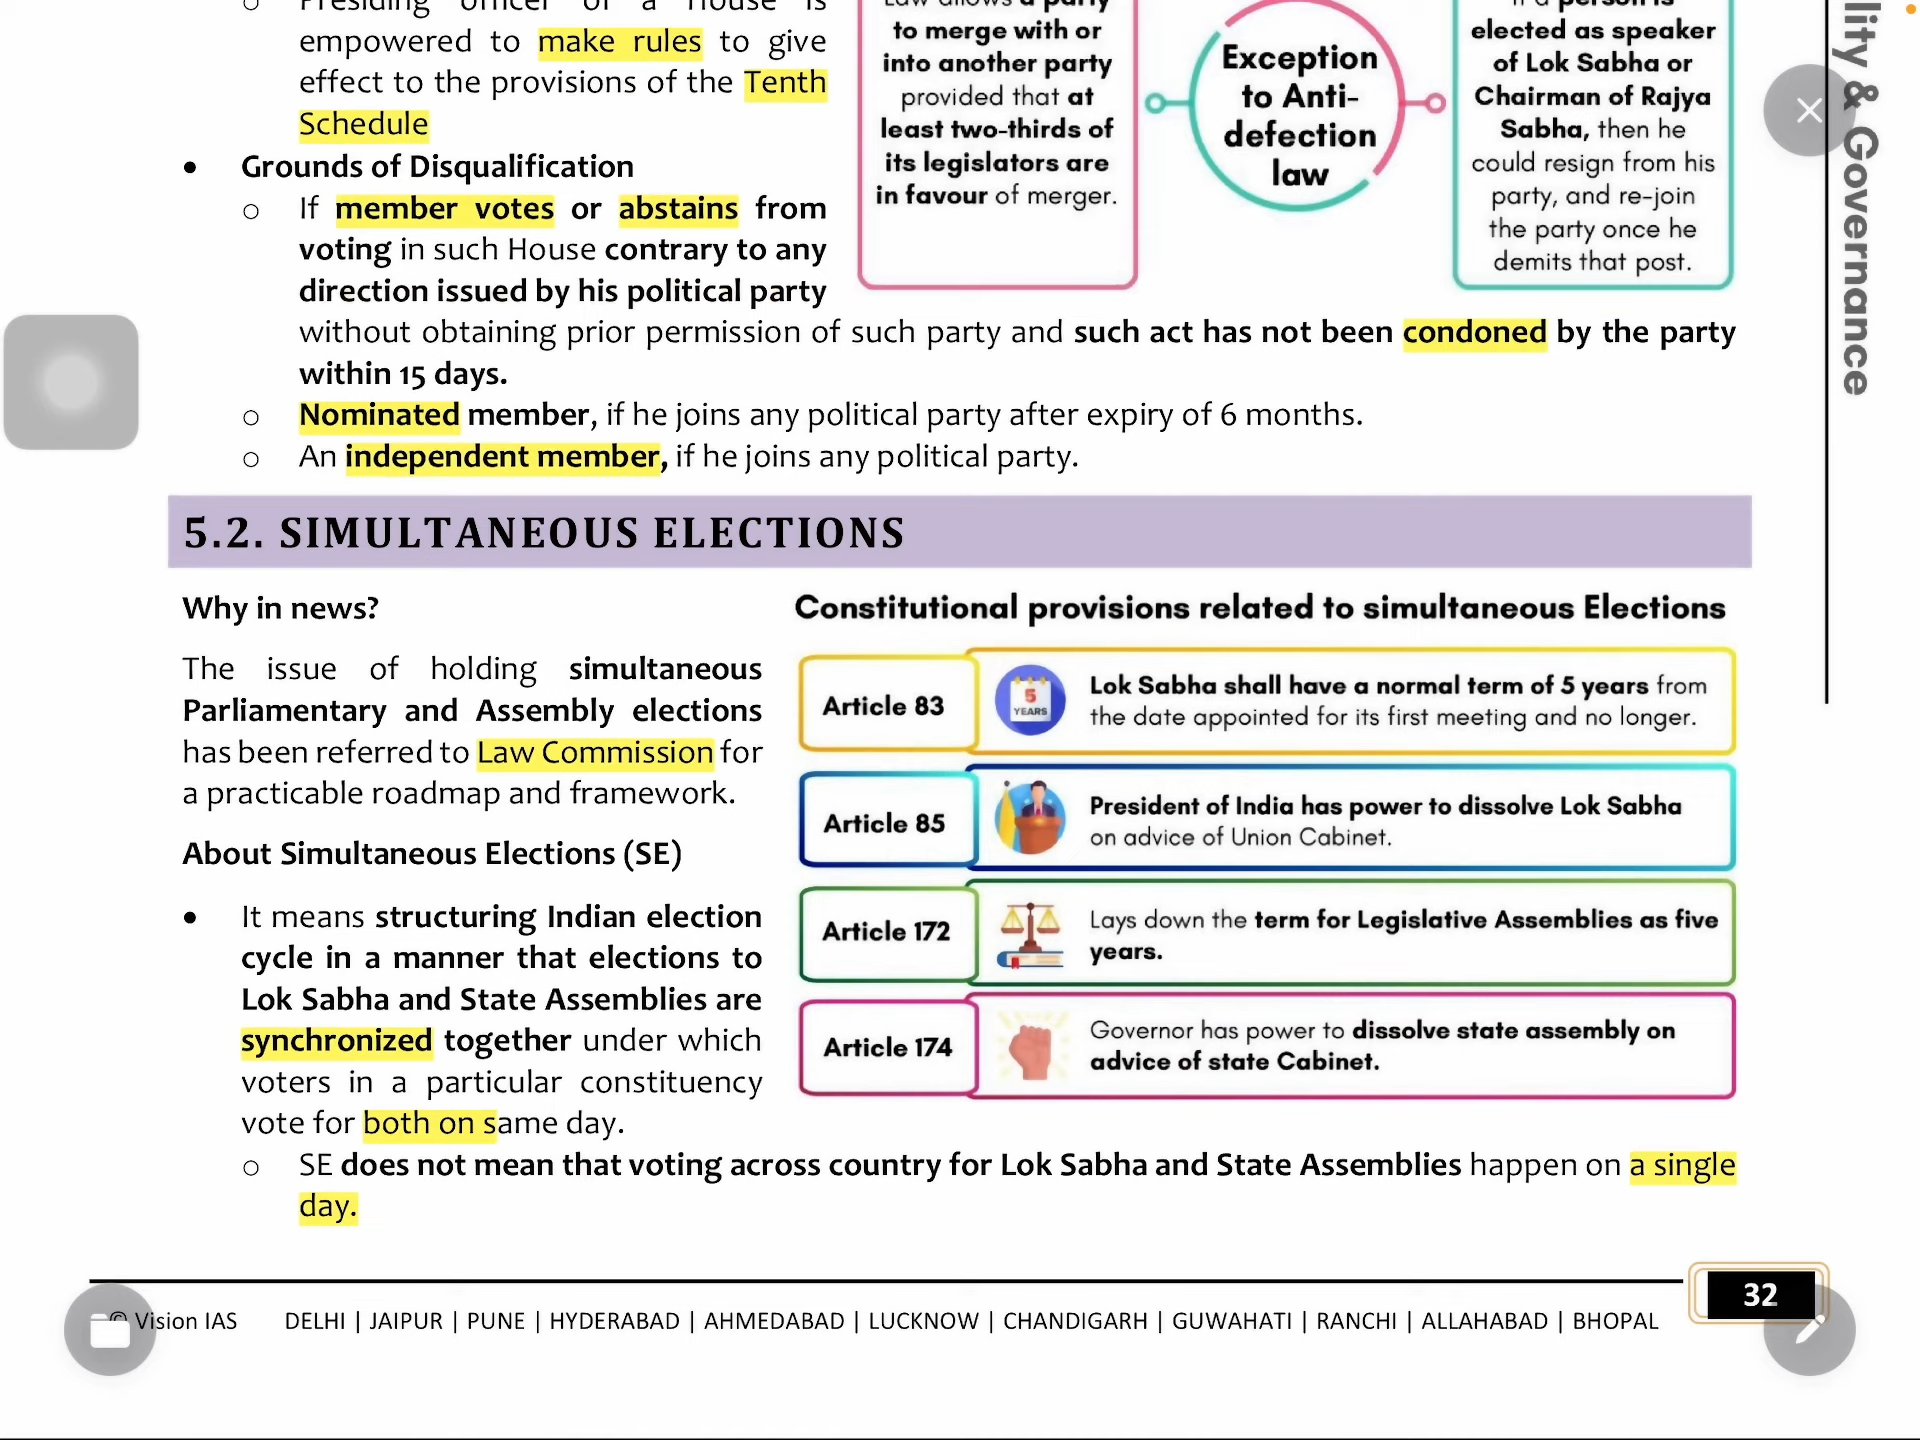 Presiding officer of a House is
empowered to make rules to give
effect to the provisions of the Tenth
Schedule
• Grounds of Disqualification
o If member votes or abstains from
voting in such House contrary to any
direction issued by his political party
without obtaining prior permission of such party and such act has not been condoned by the party
within 15 days.
o Nominated member, if he joins any political party after expiry of 6 months.
o An independent member, if he joins any political party.
Law allows a party
to merge with or
into another party
provided that at
least two-thirds of
its legislators are
in favour of merger.
Exception
to Anti-
defection
law
If a person is
elected as speaker
of Lok Sabha or
Chairman of Rajya
Sabha, then he
could resign from his
party, and re-join
the party once he
demits that post.
lity & Governance
5.2. SIMULTANEOUS ELECTIONS
Why in news?
The issue of holding simultaneous
Parliamentary and Assembly elections
has been referred to Law Commission for
a practicable roadmap and framework.
About Simultaneous Elections (SE)
• It means structuring Indian election
cycle in a manner that elections to
Lok Sabha and State Assemblies are
synchronized together under which
voters in a particular constituency
vote for both on same day.
o SE does not mean that voting across country for Lok Sabha and State Assemblies happen on a single
day.
Constitutional provisions related to simultaneous Elections
Article 83
5
YEARS
Lok Sabha shall have a normal term of 5 years from
the date appointed for its first meeting and no longer.
Article 85
President of India has power to dissolve Lok Sabha
on advice of Union Cabinet.
Article 172
Lays down the term for Legislative Assemblies as five
years.
Article 174
Governor has power to dissolve state assembly on
advice of state Cabinet.
32
© Vision IAS DELHI | JAIPUR | PUNE | HYDERABAD | AHMEDABAD | LUCKNOW | CHANDIGARH | GUWAHATI | RANCHI | ALLAHABAD | BHOPAL